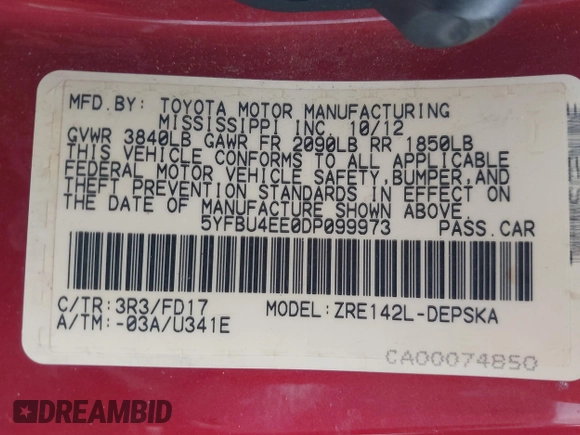 MFD.BY: TOYOTA MOTOR MANUFACTURING
MISSISSIPPI INC. 10/12
GVWR 3840LB GAWR FR 2090LB RR 1850LB
THIS VEHICLE CONFORMS TO ALL APPLICABLE
FEDERAL MOTOR VEHICLE SAFETY,BUMPER,AND
THEFT PREVENTION STANDARDS IN EFFECT ON
THE DATE OF MANUFACTURE SHOWN ABOVE.
5YFBU4EE0DP099973 PASS.CAR
C/TR:3R3/FD17 MODEL:ZRE142L-DEPSKA
A/TM:-03A/U341E
CA00074850
DREAMBID